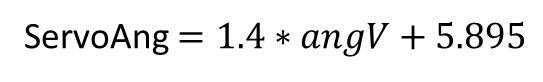 ServoAng = 1.4 * angV + 5.895